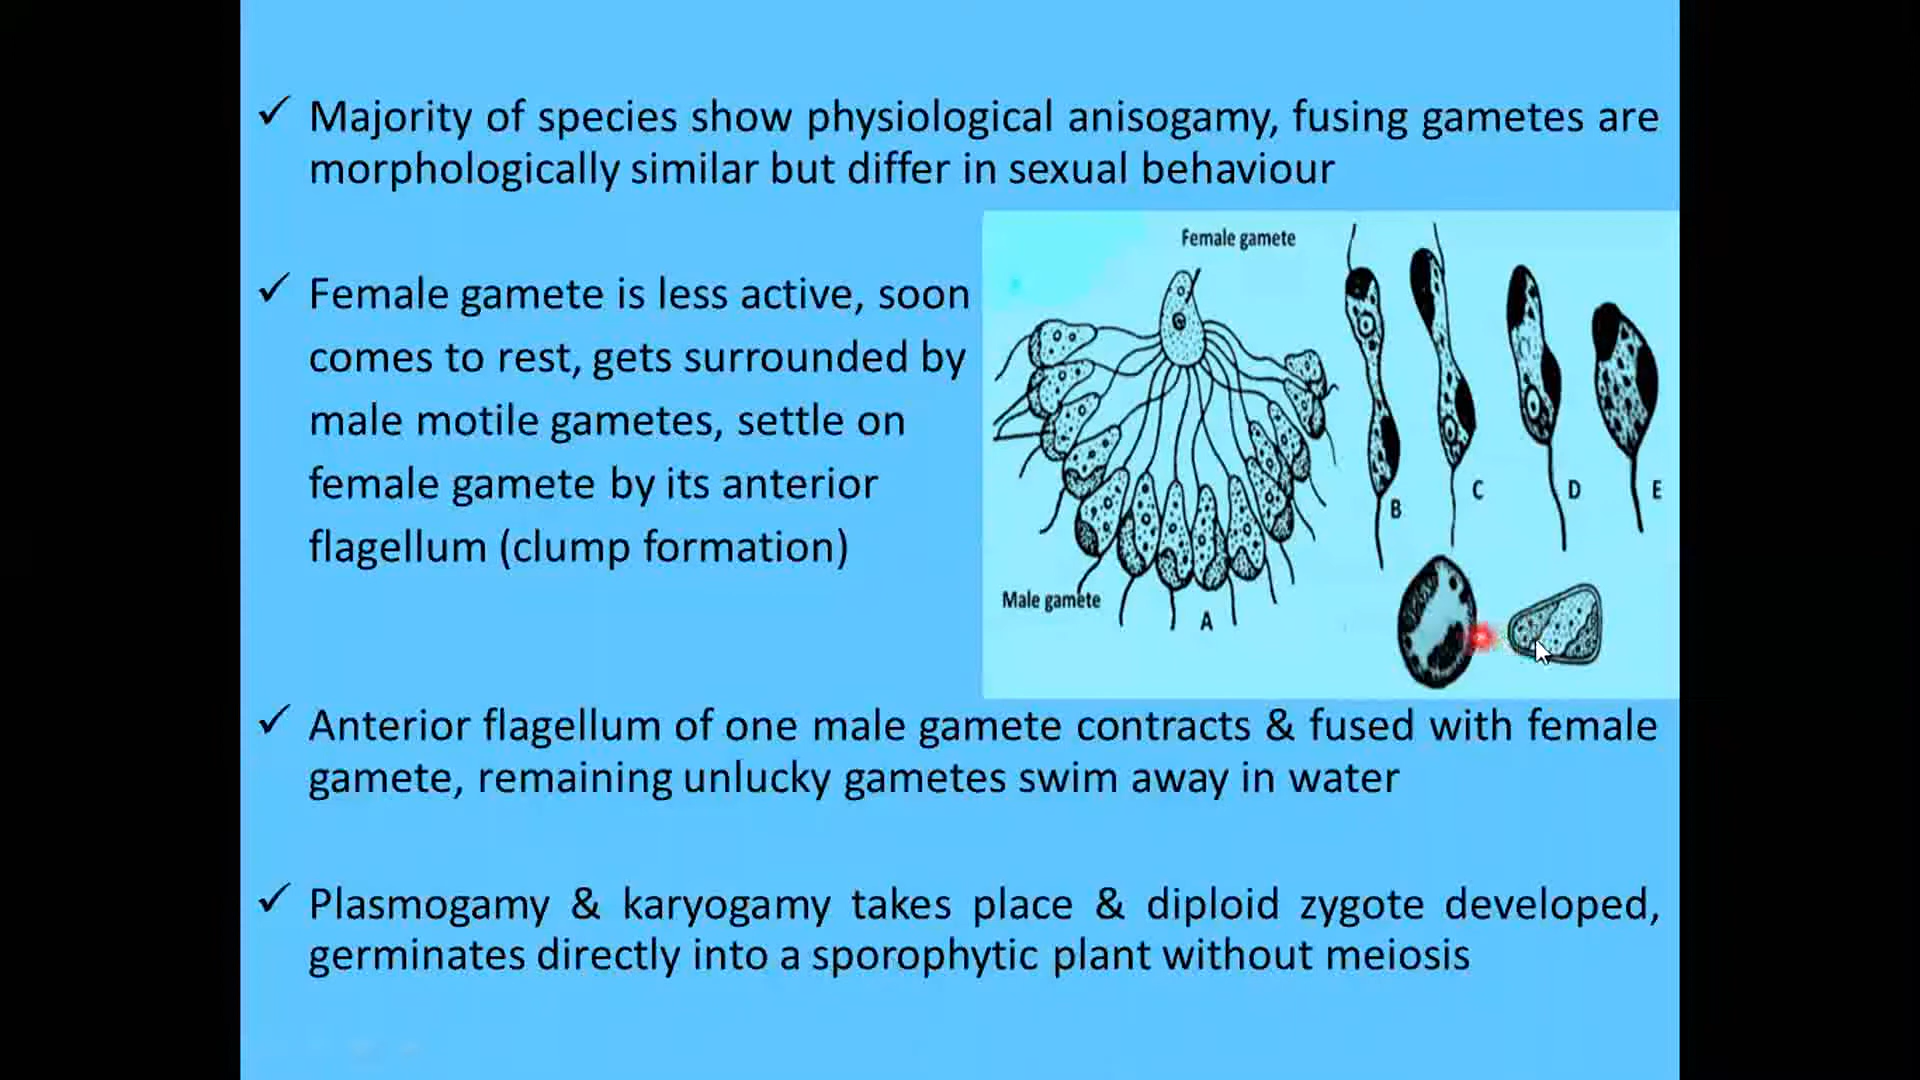 ✓ Majority of species show physiological anisogamy, fusing gametes are
morphologically similar but differ in sexual behaviour
✓ Female gamete is less active, soon
comes to rest, gets surrounded by
male motile gametes, settle on
female gamete by its anterior
flagellum (clump formation)
Female gamete
Male gamete
A
B
C
D
E
✓ Anterior flagellum of one male gamete contracts & fused with female
gamete, remaining unlucky gametes swim away in water
✓ Plasmogamy & karyogamy takes place & diploid zygote developed,
germinates directly into a sporophytic plant without meiosis